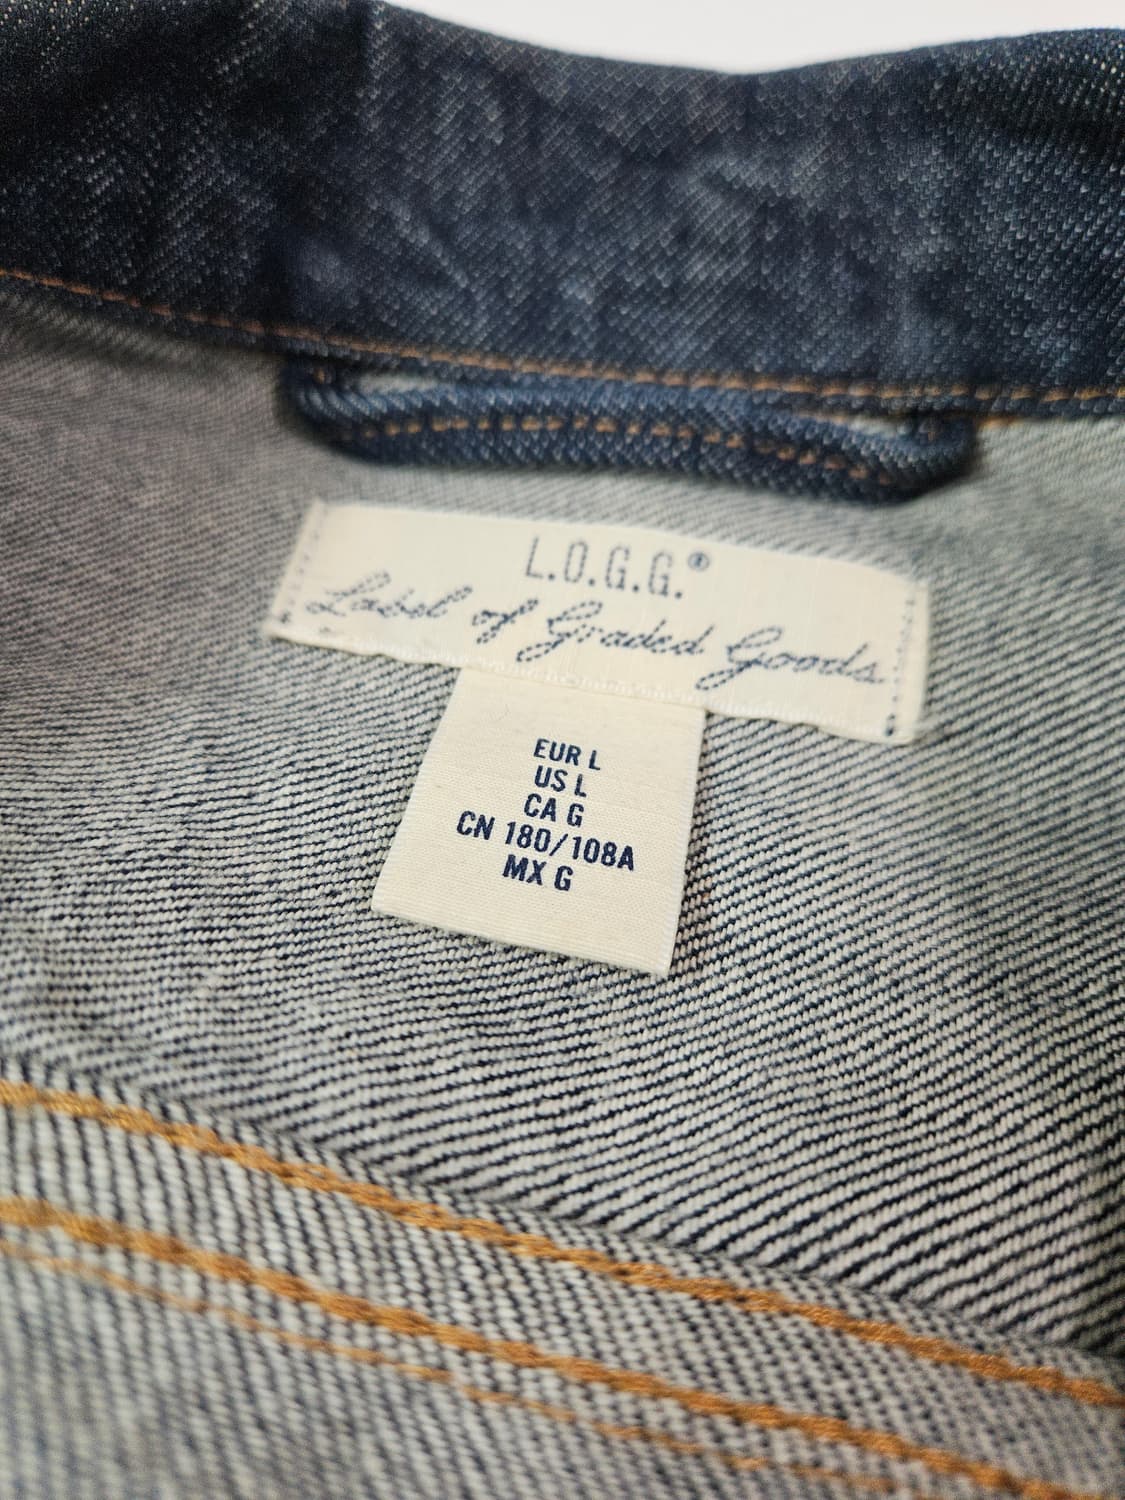 L.O.G.G.®
Label of Graded Goods
EUR L
US L
CA G
CN 180/108A
MX G